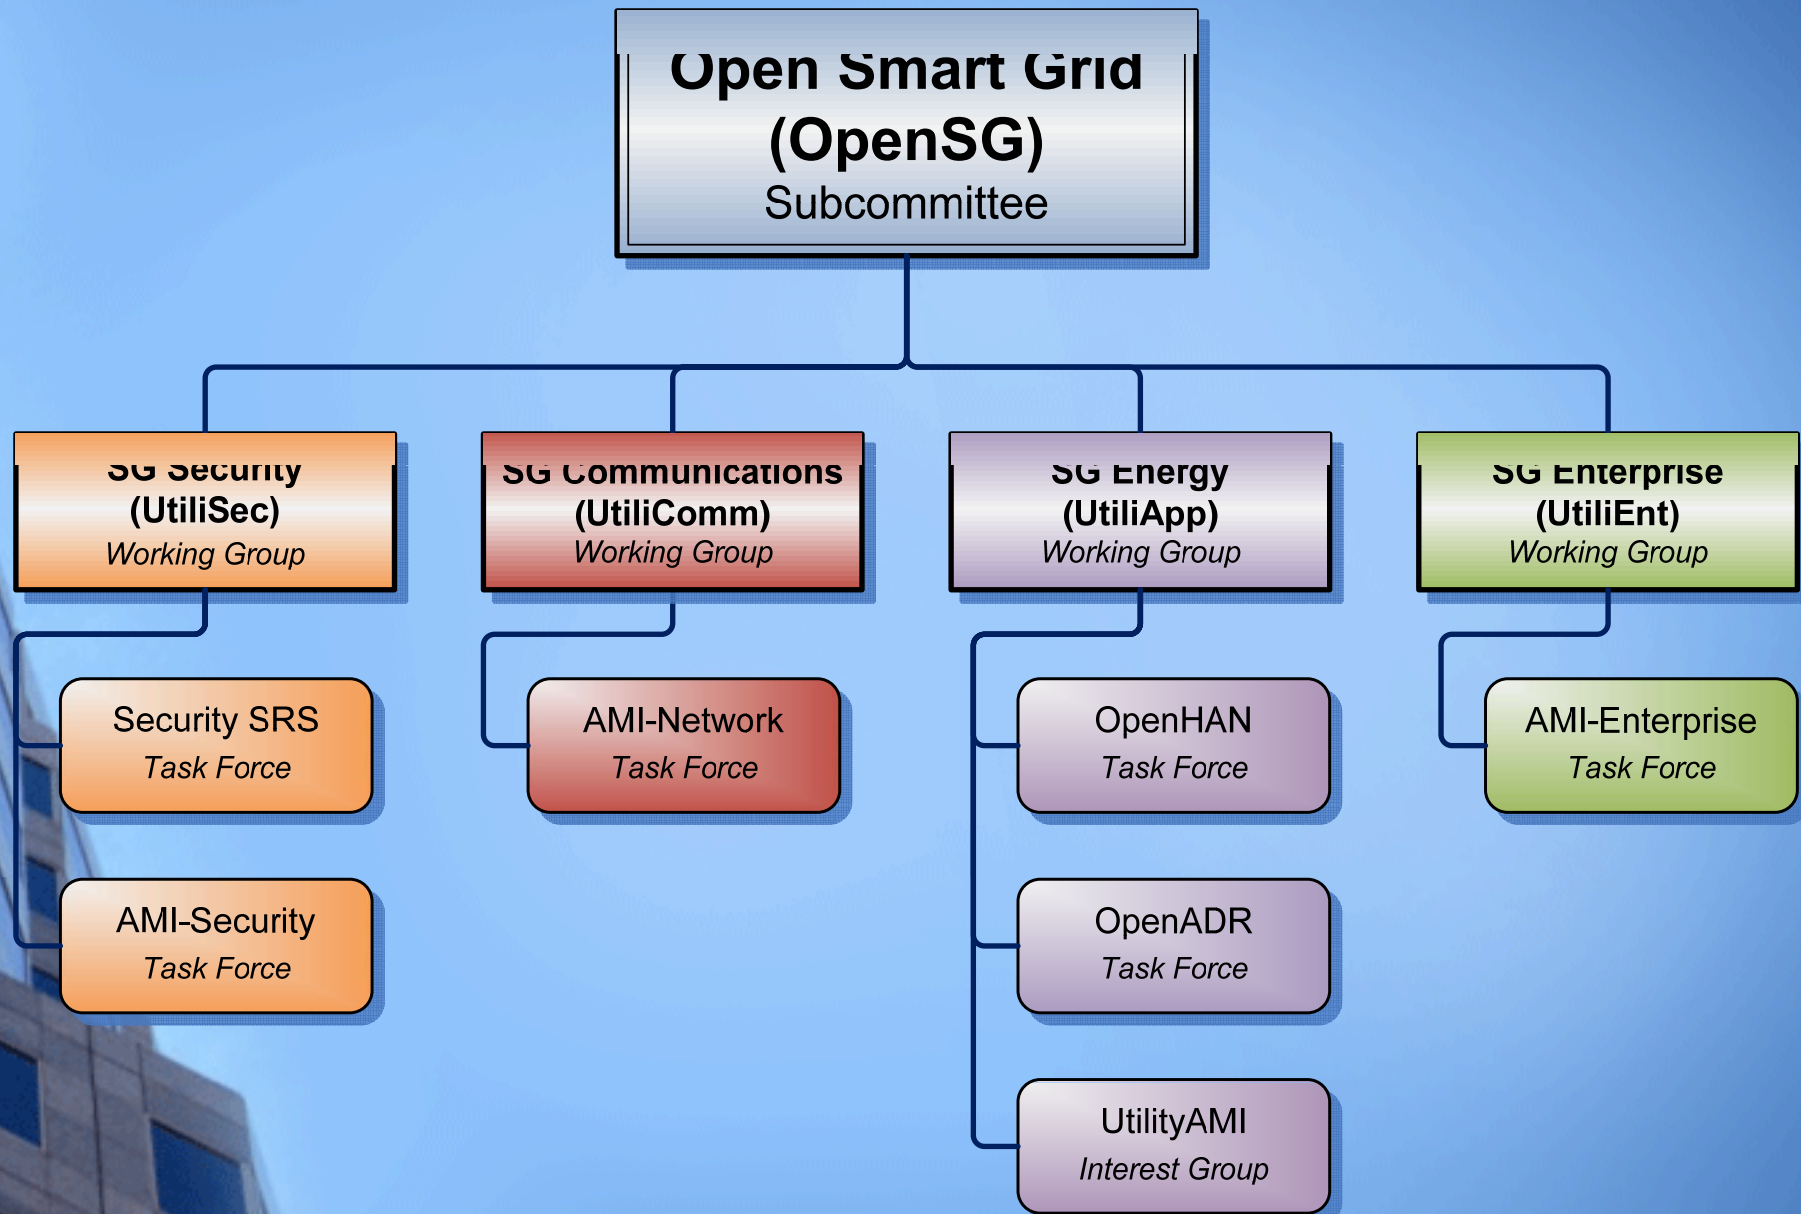 Open Smart Grid
(OpenSG)
Subcommittee
SG Security
(UtiliSec)
Working Group
SG Communications
(UtiliComm)
Working Group
SG Energy
(UtiliApp)
Working Group
SG Enterprise
(UtiliEnt)
Working Group
Security SRS
Task Force
AMI-Network
Task Force
OpenHAN
Task Force
AMI-Enterprise
Task Force
AMI-Security
Task Force
OpenADR
Task Force
UtilityAMI
Interest Group